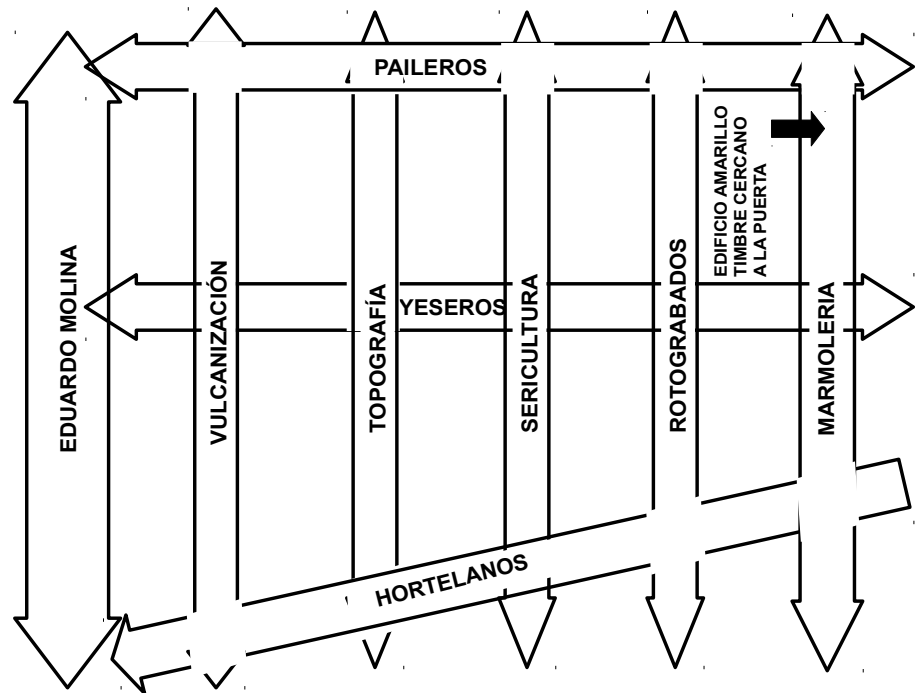 PAILEROS
EDIFICIO AMARILLO
TIMBRE CERCANO
A LA PUERTA
EDUARDO MOLINA
VULCANIZACIÓN
TOPOGRAFÍA
YESEROS
SERICULTURA
ROTOGRABADOS
MARMOLERIA
HORTELANOS